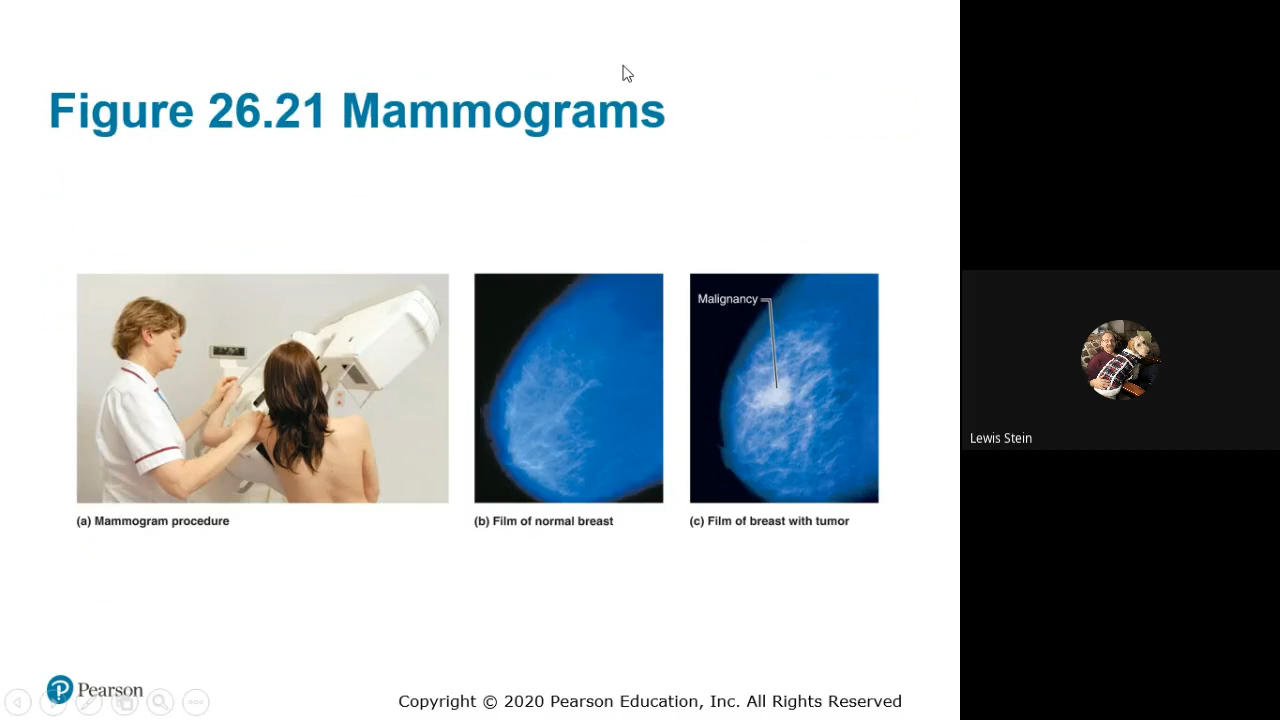 Figure 26.21 Mammograms
Malignancy
(a) Mammogram procedure
(b) Film of normal breast
(c) Film of breast with tumor
Lewis Stein
Pearson
Copyright © 2020 Pearson Education, Inc. All Rights Reserved